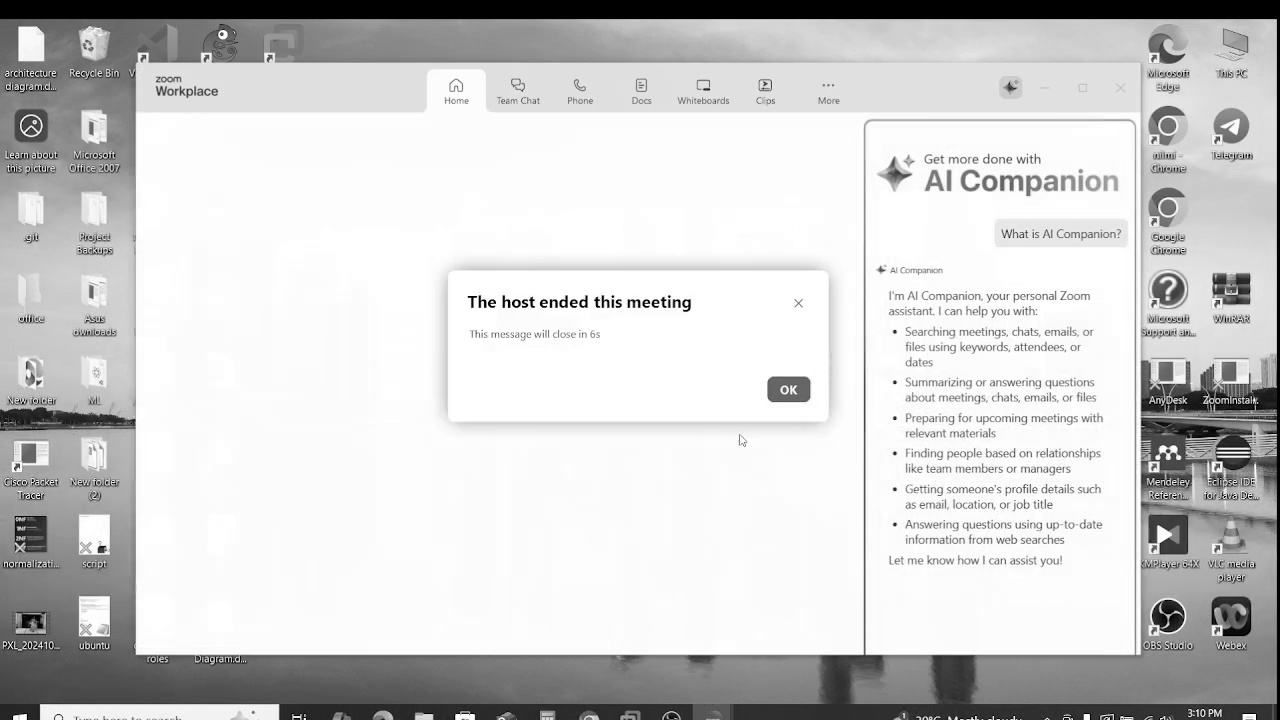 zoom
Workplace
Home
Team Chat
Phone
Docs
Whiteboards
Clips
More
The host ended this meeting
This message will close in 6s
OK
Get more done with
AI Companion
What is AI Companion?
AI Companion
I'm AI Companion, your personal Zoom
assistant. I can help you with:
• Searching meetings, chats, emails, or
files using keywords, attendees, or
dates
• Summarizing or answering questions
about meetings, chats, emails, or files
• Preparing for upcoming meetings with
relevant materials
• Finding people based on relationships
like team members or managers
• Getting someone's profile details such
as email, location, or job title
• Answering questions using up-to-date
information from web searches
Let me know how I can assist you!
architecture
diagram.d...
Recycle Bin
Learn about
this picture
Microsoft
Office 2007
.git
Project
Backups
office
Asus
dwnloads
New folder
ML
Cisco Packet
Tracer
New folder
(2)
normalizati...
script
PXL_202410...
ubuntu
roles
Diagram.d...
Microsoft
Edge
This PC
Chrome
Telegram
Google
Chrome
Microsoft
Support an...
WinRAR
AnyDesk
ZoomInstalle...
Mendeley
Referen...
Eclipse IDE
for Java De...
KMPlayer 64X
VLC media
player
OBS Studio
Webex
Type here to search
3:10 PM